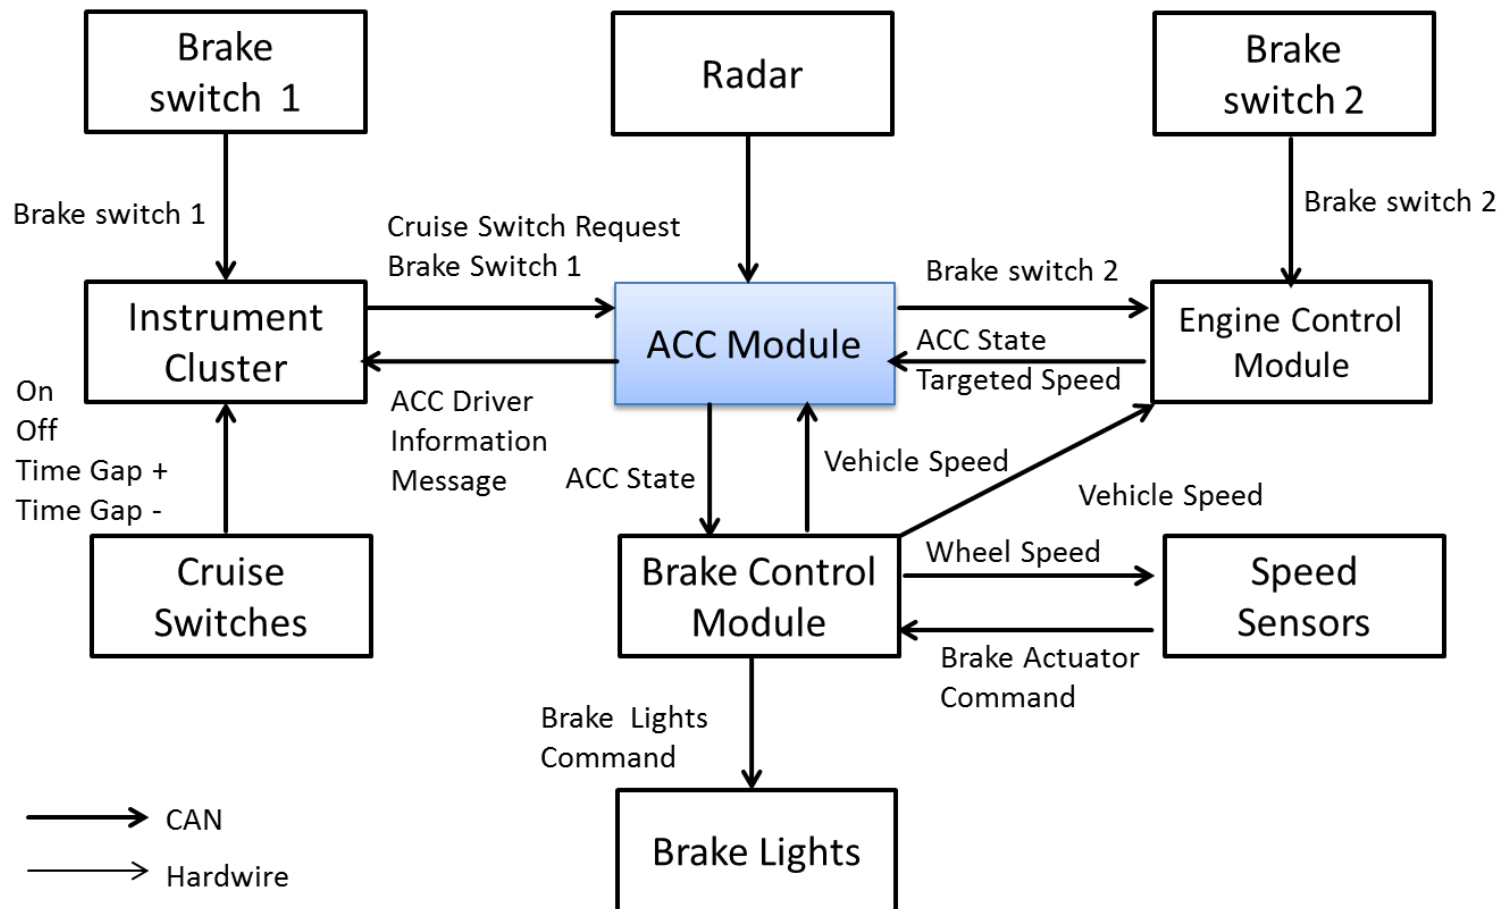 Brake
switch 1
Radar
Brake
switch 2
Brake switch 1
Brake switch 2
Cruise Switch Request
Brake Switch 1
Brake switch 2
Instrument
Cluster
ACC Module
Engine Control
Module
ACC State
Targeted Speed
On
Off
Time Gap +
Time Gap -
ACC Driver
Information
Message
ACC State
Vehicle Speed
Vehicle Speed
Cruise
Switches
Brake Control
Module
Wheel Speed
Speed
Sensors
Brake Actuator
Command
Brake Lights
Command
CAN
Hardwire
Brake Lights